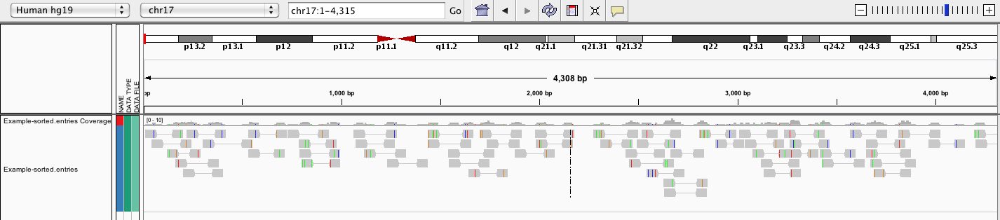 Human hg19 chr17 chr17:1-4,315 Go
p13.2 p13.1 p12 p11.2 p11.1 q11.2 q12 q21.1 q21.31 q21.32 q22 q23.1 q23.3 q24.2 q24.3 q25.1 q25.3
4,308 bp
bp 1,000 bp 2,000 bp 3,000 bp 4,000 bp
NAME
DATA TYPE
DATA FILE
Example-sorted.entries Coverage [0 - 10]
Example-sorted.entries